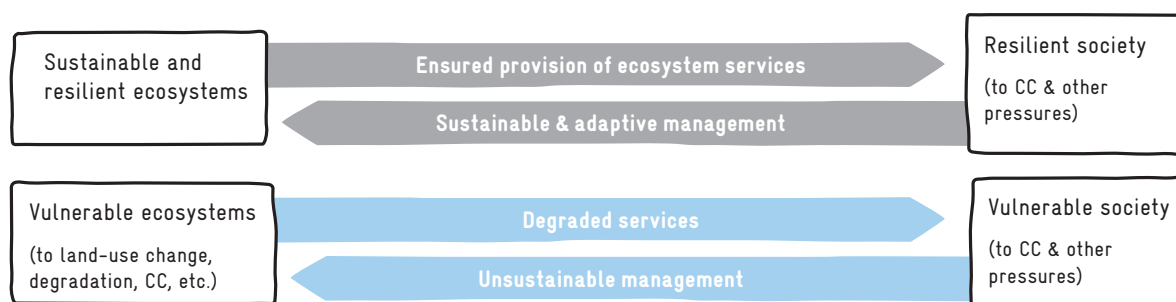 Sustainable and
resilient ecosystems
Ensured provision of ecosystem services
Sustainable & adaptive management
Resilient society
(to CC & other
pressures)
Vulnerable ecosystems
(to land-use change,
degradation, CC, etc.)
Degraded services
Unsustainable management
Vulnerable society
(to CC & other
pressures)